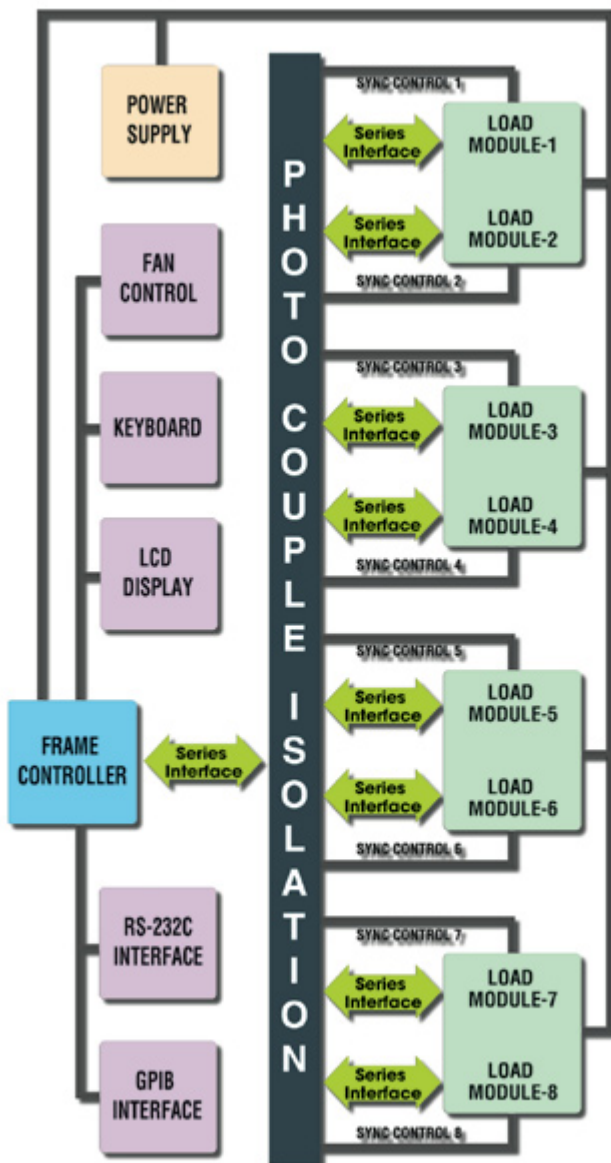 POWER
SUPPLY
FAN
CONTROL
KEYBOARD
LCD
DISPLAY
FRAME
CONTROLLER
Series
Interface
RS-232C
INTERFACE
GPIB
INTERFACE
PHOTO COUPLE ISOLATION
SYNC CONTROL 1
Series
Interface
LOAD
MODULE-1
Series
Interface
LOAD
MODULE-2
SYNC CONTROL 2
SYNC CONTROL 3
Series
Interface
LOAD
MODULE-3
Series
Interface
LOAD
MODULE-4
SYNC CONTROL 4
SYNC CONTROL 5
Series
Interface
LOAD
MODULE-5
Series
Interface
LOAD
MODULE-6
SYNC CONTROL 6
SYNC CONTROL 7
Series
Interface
LOAD
MODULE-7
Series
Interface
LOAD
MODULE-8
SYNC CONTROL 8